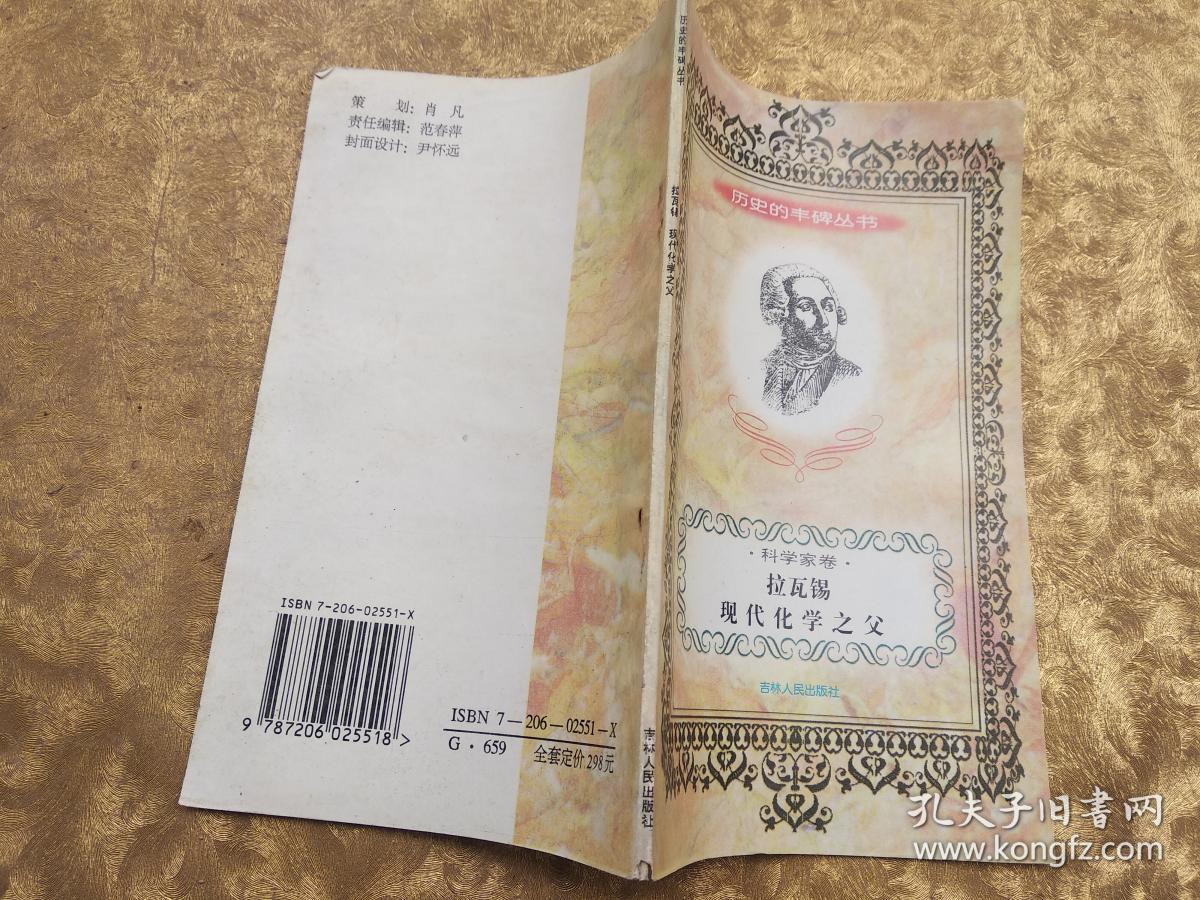 策 划：肖 凡
责任编辑：范春萍
封面设计：尹怀远
ISBN 7-206-02551-X
9 787206 025518 >
ISBN 7—206—02551—X
G·659 全套定价298元
历史的丰碑丛书
拉瓦锡 现代化学之父
吉林人民出版社
历史的丰碑丛书
·科学家卷·
拉瓦锡
现代化学之父
吉林人民出版社
孔夫子旧書网
www.kongfz.com